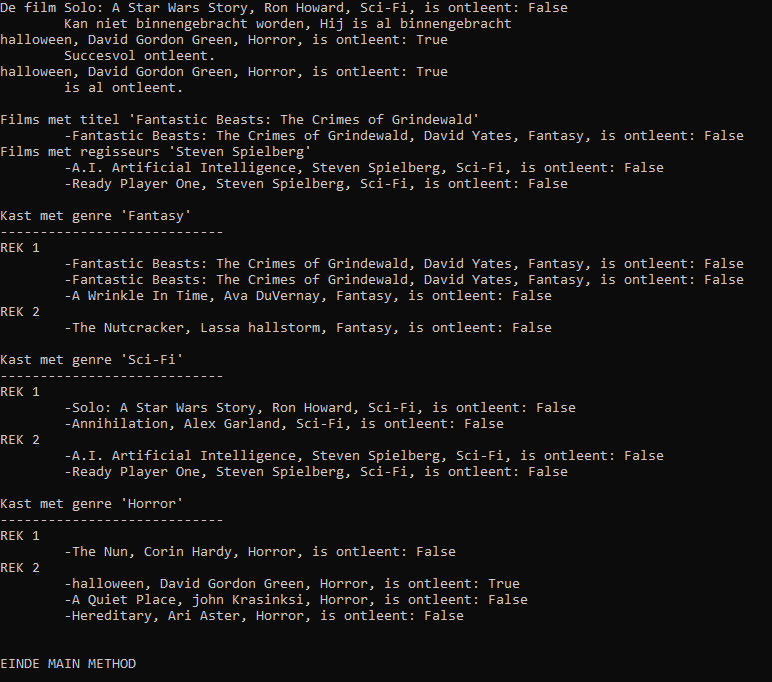 De film Solo: A Star Wars Story, Ron Howard, Sci-Fi, is ontleent: False
Kan niet binnengebracht worden, Hij is al binnengebracht
halloween, David Gordon Green, Horror, is ontleent: True
Succesvol ontleent.
halloween, David Gordon Green, Horror, is ontleent: True
is al ontleent.
Films met titel 'Fantastic Beasts: The Crimes of Grindewald'
-Fantastic Beasts: The Crimes of Grindewald, David Yates, Fantasy, is ontleent: False
Films met regisseurs 'Steven Spielberg'
-A.I. Artificial Intelligence, Steven Spielberg, Sci-Fi, is ontleent: False
-Ready Player One, Steven Spielberg, Sci-Fi, is ontleent: False
Kast met genre 'Fantasy'
----------------------------
REK 1
-Fantastic Beasts: The Crimes of Grindewald, David Yates, Fantasy, is ontleent: False
-Fantastic Beasts: The Crimes of Grindewald, David Yates, Fantasy, is ontleent: False
-A Wrinkle In Time, Ava DuVernay, Fantasy, is ontleent: False
REK 2
-The Nutcracker, Lassa hallstorm, Fantasy, is ontleent: False
Kast met genre 'Sci-Fi'
----------------------------
REK 1
-Solo: A Star Wars Story, Ron Howard, Sci-Fi, is ontleent: False
-Annihilation, Alex Garland, Sci-Fi, is ontleent: False
REK 2
-A.I. Artificial Intelligence, Steven Spielberg, Sci-Fi, is ontleent: False
-Ready Player One, Steven Spielberg, Sci-Fi, is ontleent: False
Kast met genre 'Horror'
----------------------------
REK 1
-The Nun, Corin Hardy, Horror, is ontleent: False
REK 2
-halloween, David Gordon Green, Horror, is ontleent: True
-A Quiet Place, john Krasinksi, Horror, is ontleent: False
-Hereditary, Ari Aster, Horror, is ontleent: False
EINDE MAIN METHOD